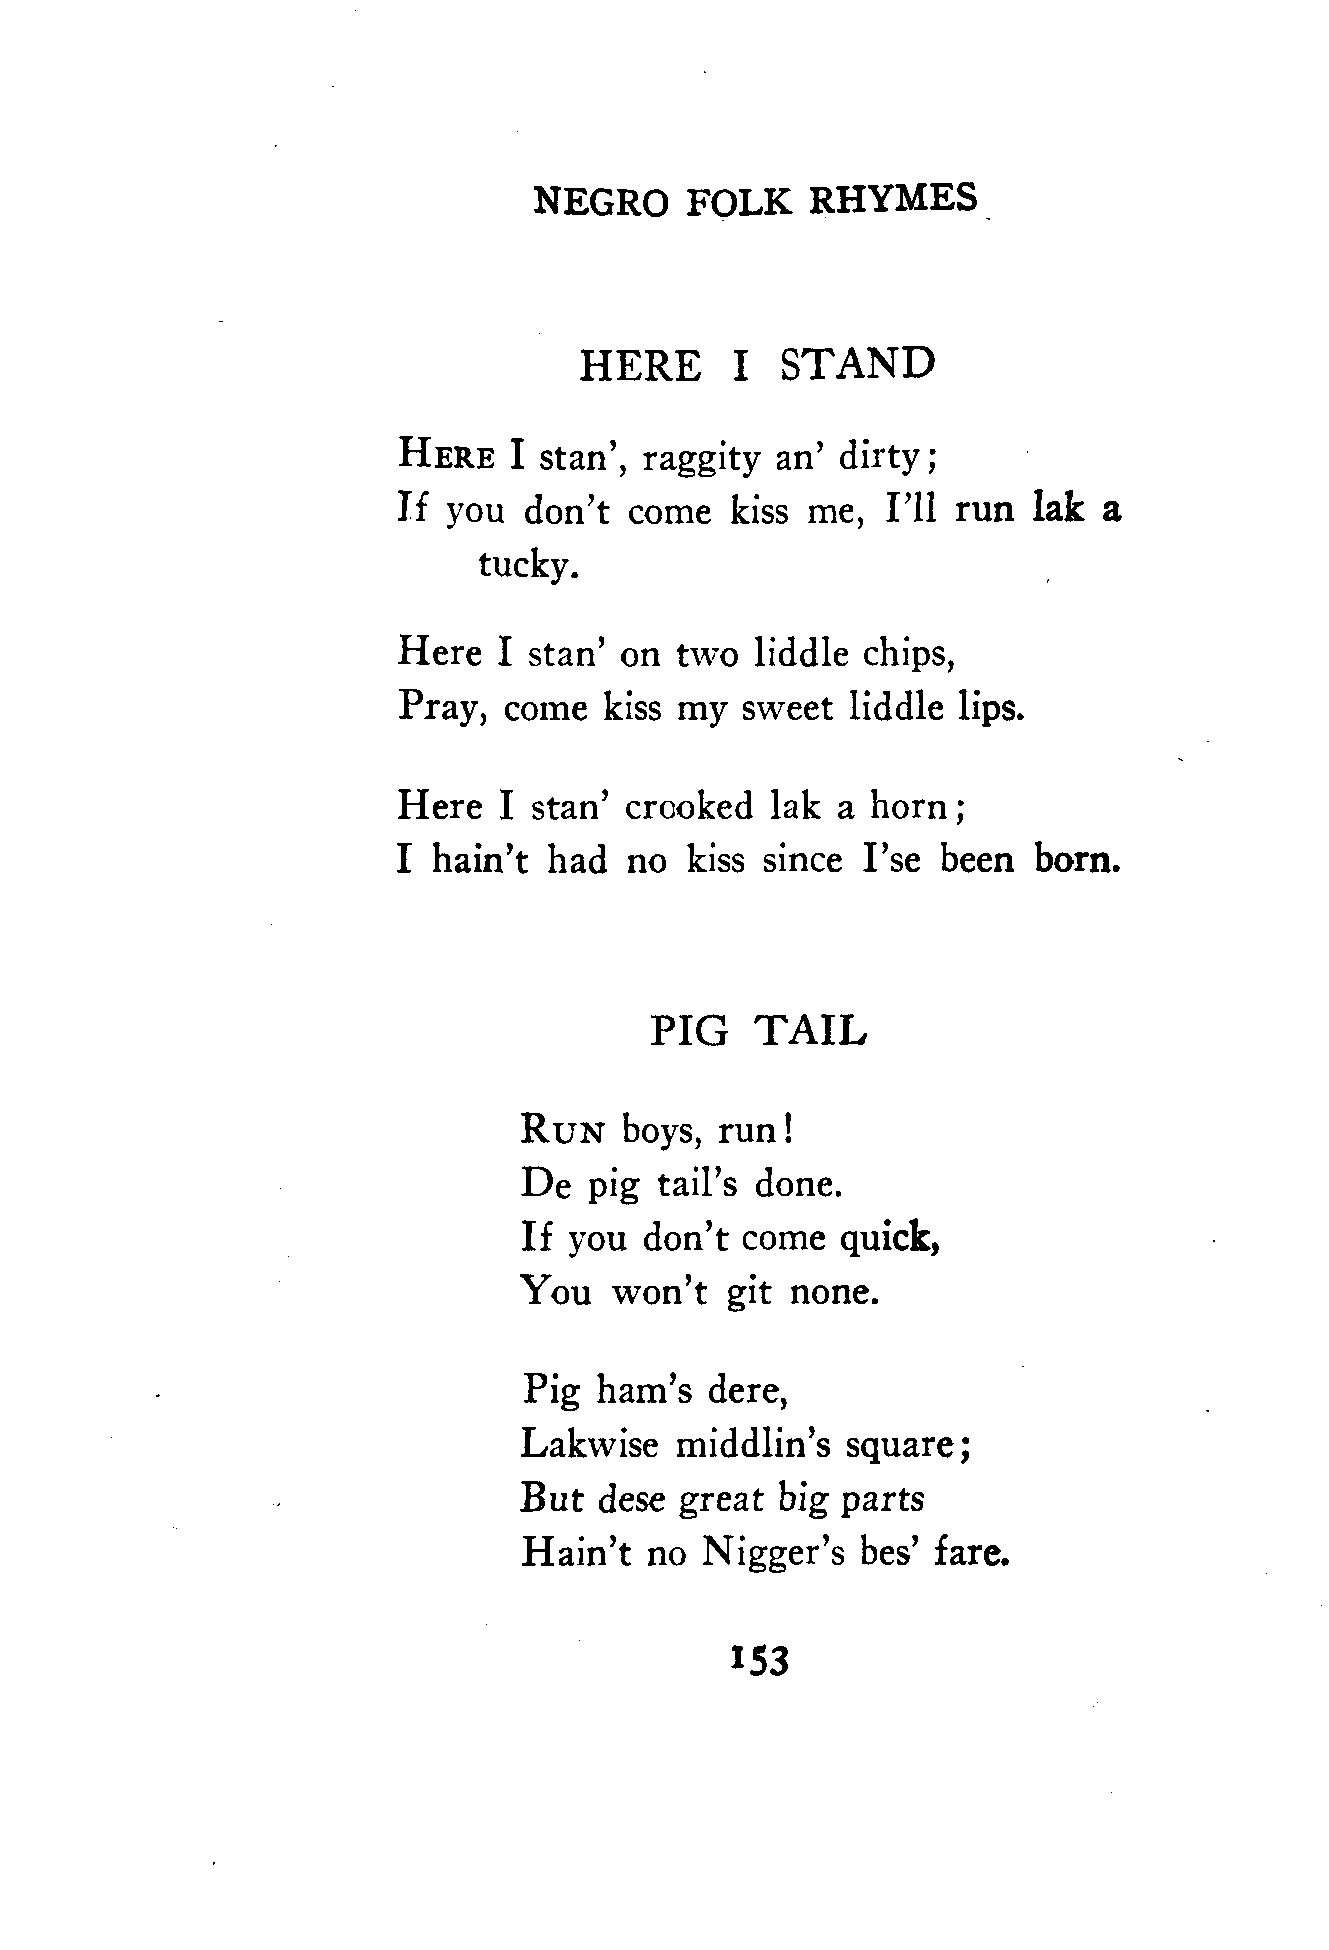 NEGRO FOLK RHYMES
HERE I STAND
HERE I stan', raggity an' dirty;
If you don't come kiss me, I'll run lak a
tucky.
Here I stan' on two liddle chips,
Pray, come kiss my sweet liddle lips.
Here I stan' crooked lak a horn;
I hain't had no kiss since I'se been born.
PIG TAIL
RUN boys, run!
De pig tail's done.
If you don't come quick,
You won't git none.
Pig ham's dere,
Lakwise middlin's square;
But dese great big parts
Hain't no Nigger's bes' fare.
153